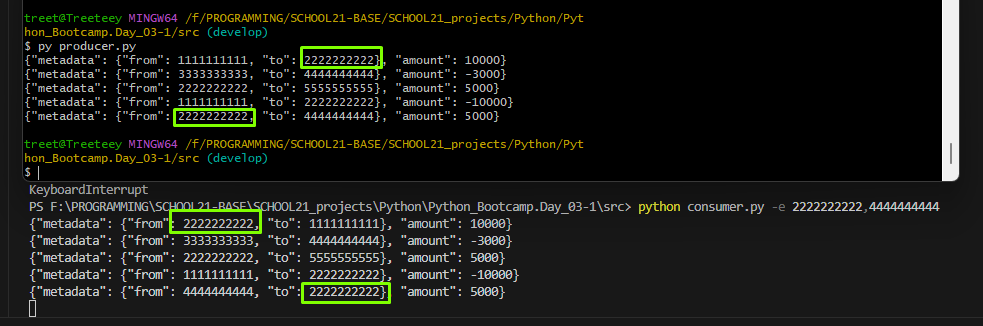 treet@Treeteey MINGW64 /f/PROGRAMMING/SCHOOL21-BASE/SCHOOL21_projects/Python/Pyt
hon_Bootcamp.Day_03-1/src (develop)
$ py producer.py
{"metadata": {"from": 1111111111, "to": 2222222222}, "amount": 10000}
{"metadata": {"from": 3333333333, "to": 4444444444}, "amount": -3000}
{"metadata": {"from": 2222222222, "to": 5555555555}, "amount": 5000}
{"metadata": {"from": 1111111111, "to": 2222222222}, "amount": -10000}
{"metadata": {"from": 2222222222, "to": 4444444444}, "amount": 5000}
treet@Treeteey MINGW64 /f/PROGRAMMING/SCHOOL21-BASE/SCHOOL21_projects/Python/Pyt
hon_Bootcamp.Day_03-1/src (develop)
$
KeyboardInterrupt
PS F:\PROGRAMMING\SCHOOL21-BASE\SCHOOL21_projects\Python\Python_Bootcamp.Day_03-1\src> python consumer.py -e 2222222222,4444444444
{"metadata": {"from": 2222222222, "to": 1111111111}, "amount": 10000}
{"metadata": {"from": 3333333333, "to": 4444444444}, "amount": -3000}
{"metadata": {"from": 2222222222, "to": 5555555555}, "amount": 5000}
{"metadata": {"from": 1111111111, "to": 2222222222}, "amount": -10000}
{"metadata": {"from": 4444444444, "to": 2222222222}, "amount": 5000}